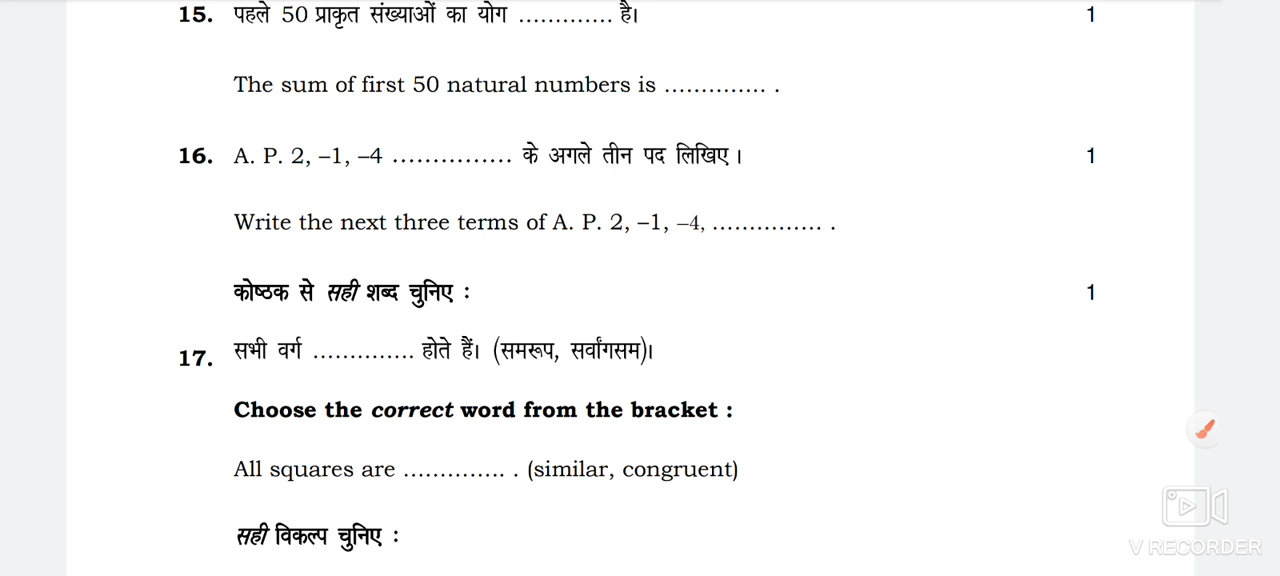 15. पहले 50 प्राकृत संख्याओं का योग ............. है। 1
The sum of first 50 natural numbers is .............. .
16. A. P. 2, –1, –4 ............... के अगले तीन पद लिखिए। 1
Write the next three terms of A. P. 2, –1, –4, ............... .
कोष्ठक से सही शब्द चुनिए : 1
17. सभी वर्ग .............. होते हैं। (समरूप, सर्वांगसम)।
Choose the correct word from the bracket :
All squares are .............. . (similar, congruent)
सही विकल्प चुनिए :
V RECORDER